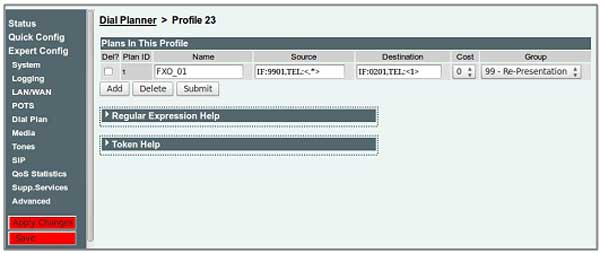 Status
Quick Config
Expert Config
System
Logging
LAN/WAN
POTS
Dial Plan
Media
Tones
SIP
QoS Statistics
Supp.Services
Advanced
Apply Changes
Save
Dial Planner > Profile 23
Plans In This Profile
Del? Plan ID Name Source Destination Cost Group
1 FXO_01 IF:9901,TEL:<.*> IF:0201,TEL:<1> 0 99 - Re-Presentation
Add Delete Submit
Regular Expression Help
Token Help